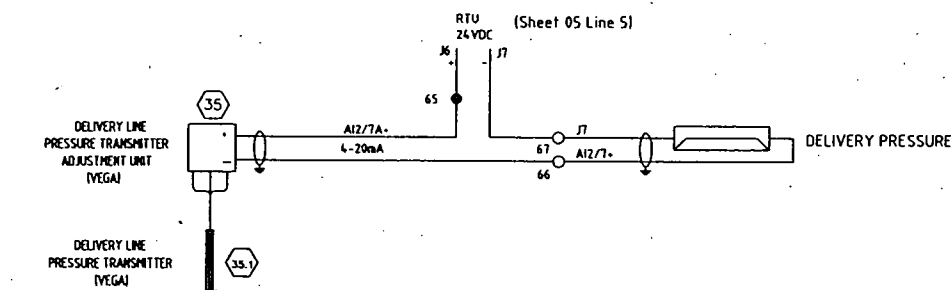 RTU
24VDC
(Sheet 05 Line 5)
J6
J7
+
-
65
35
DELIVERY LINE
PRESSURE TRANSMITTER
ADJUSTMENT UNIT
(VEGA)
+
-
AI2/7A+
4-20mA
J7
67
AI2/7+
66
DELIVERY PRESSURE
DELIVERY LINE
PRESSURE TRANSMITTER
(VEGA)
35.1